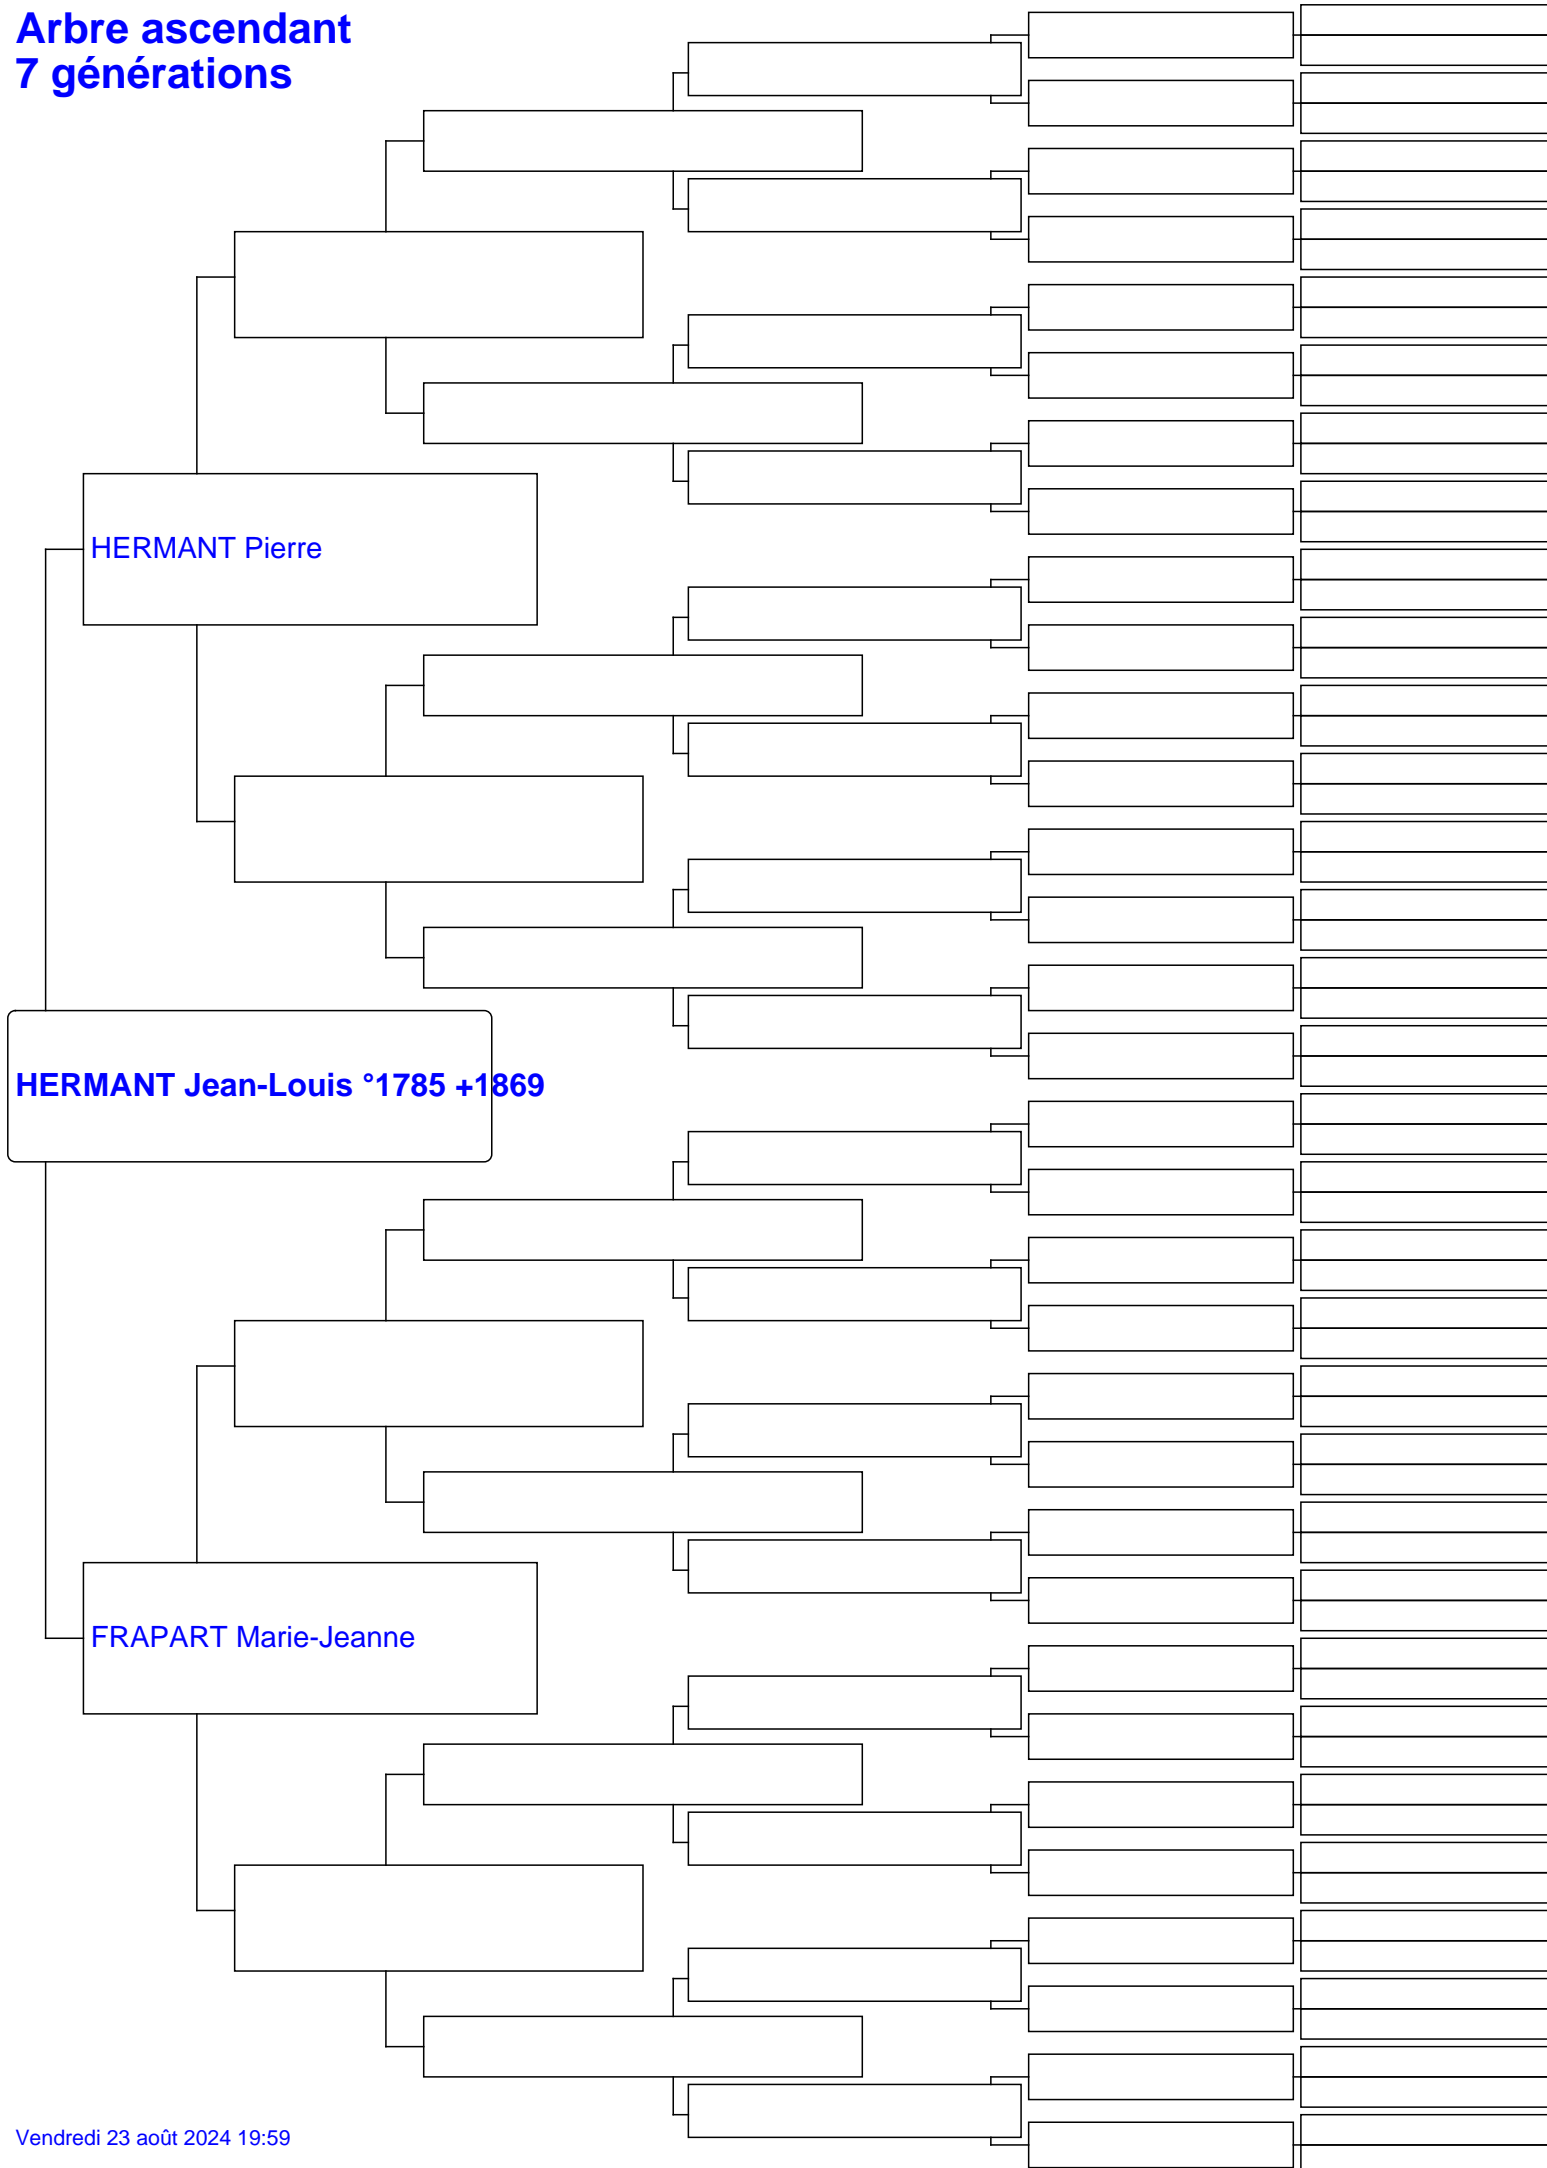 Arbre ascendant
7 générations
HERMANT Pierre
HERMANT Jean-Louis °1785 +1869
FRAPART Marie-Jeanne
Vendredi 23 août 2024 19:59